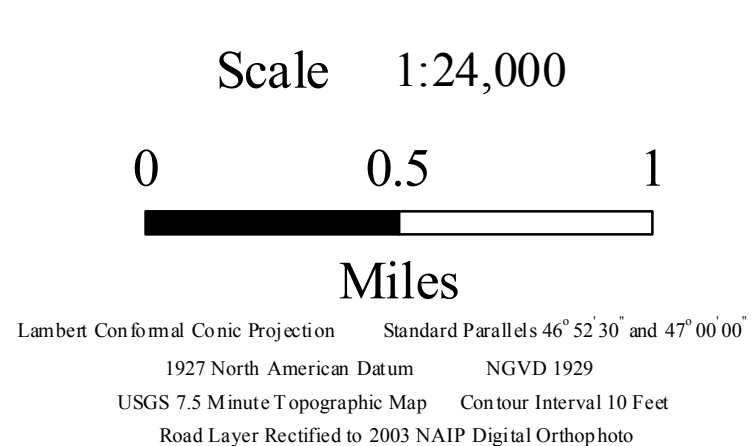 Scale 1:24,000
0 0.5 1
Miles
Lambert Conformal Conic Projection Standard Parallels 46° 52' 30" and 47° 00' 00"
1927 North American Datum NGVD 1929
USGS 7.5 Minute Topographic Map Contour Interval 10 Feet
Road Layer Rectified to 2003 NAIP Digital Orthophoto